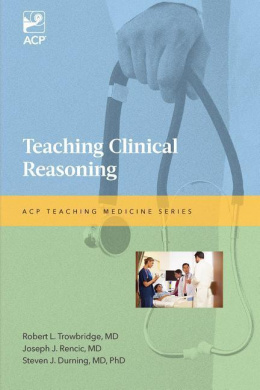 ACP
Teaching Clinical
Reasoning
ACP TEACHING MEDICINE SERIES
Robert L. Trowbridge, MD
Joseph J. Rencic, MD
Steven J. Durning, MD, PhD